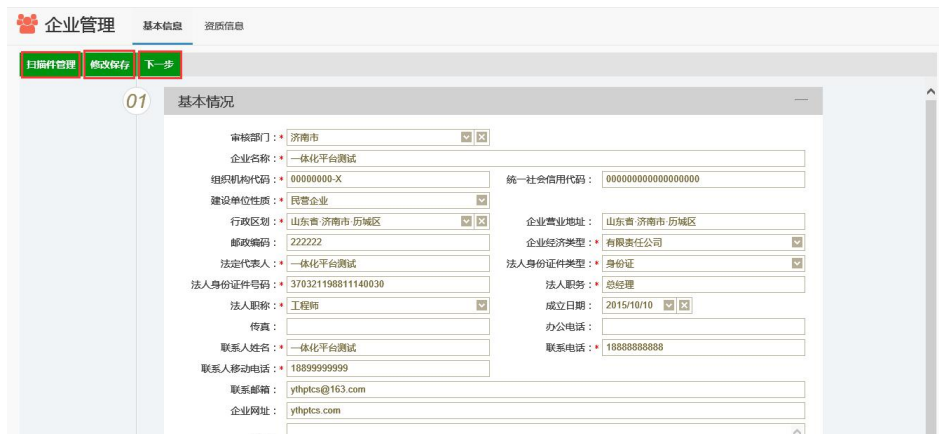 企业管理 基本信息 资质信息
扫描件管理 修改保存 下一步
01 基本情况
审核部门：* 济南市
企业名称：* 一体化平台测试
组织机构代码：* 00000000-X 统一社会信用代码： 000000000000000000
建设单位性质：* 民营企业
行政区划：* 山东省·济南市·历城区 企业营业地址： 山东省·济南市·历城区
邮政编码： 222222 企业经济类型：* 有限责任公司
法定代表人：* 一体化平台测试 法人身份证件类型：* 身份证
法人身份证件号码：* 370321198811140030 法人职务：* 总经理
法人职称：* 工程师 成立日期： 2015/10/10
传真： 办公电话：
联系人姓名：* 一体化平台测试 联系电话：* 18888888888
联系人移动电话：* 18899999999
联系邮箱： ythptcs@163.com
企业网址： ythptcs.com